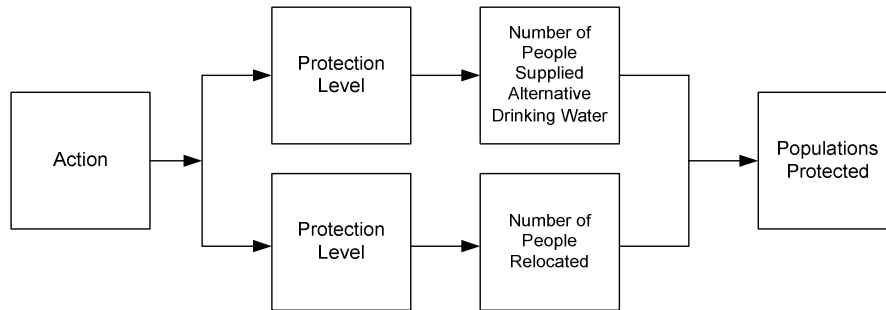 Action
Protection
Level
Number of
People
Supplied
Alternative
Drinking Water
Protection
Level
Number of
People
Relocated
Populations
Protected